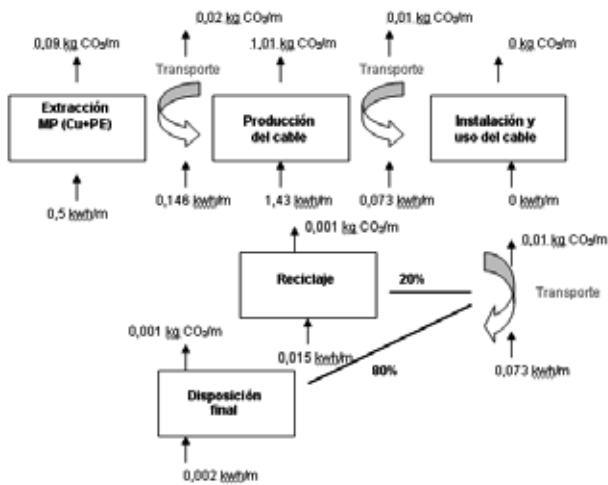 0,09 kg CO₂/m
0,02 kg CO₂/m
1,01 kg CO₂/m
0,01 kg CO₂/m
0 kg CO₂/m
Transporte
Transporte
Extracción
MP (Cu+PE)
Producción
del cable
Instalación y
uso del cable
0,5 kwh/m
0,146 kwh/m
1,43 kwh/m
0,073 kwh/m
0 kwh/m
0,001 kg CO₂/m
0,01 kg CO₂/m
Reciclaje
20%
Transporte
0,001 kg CO₂/m
0,015 kwh/m
80%
0,073 kwh/m
Disposición
final
0,002 kwh/m